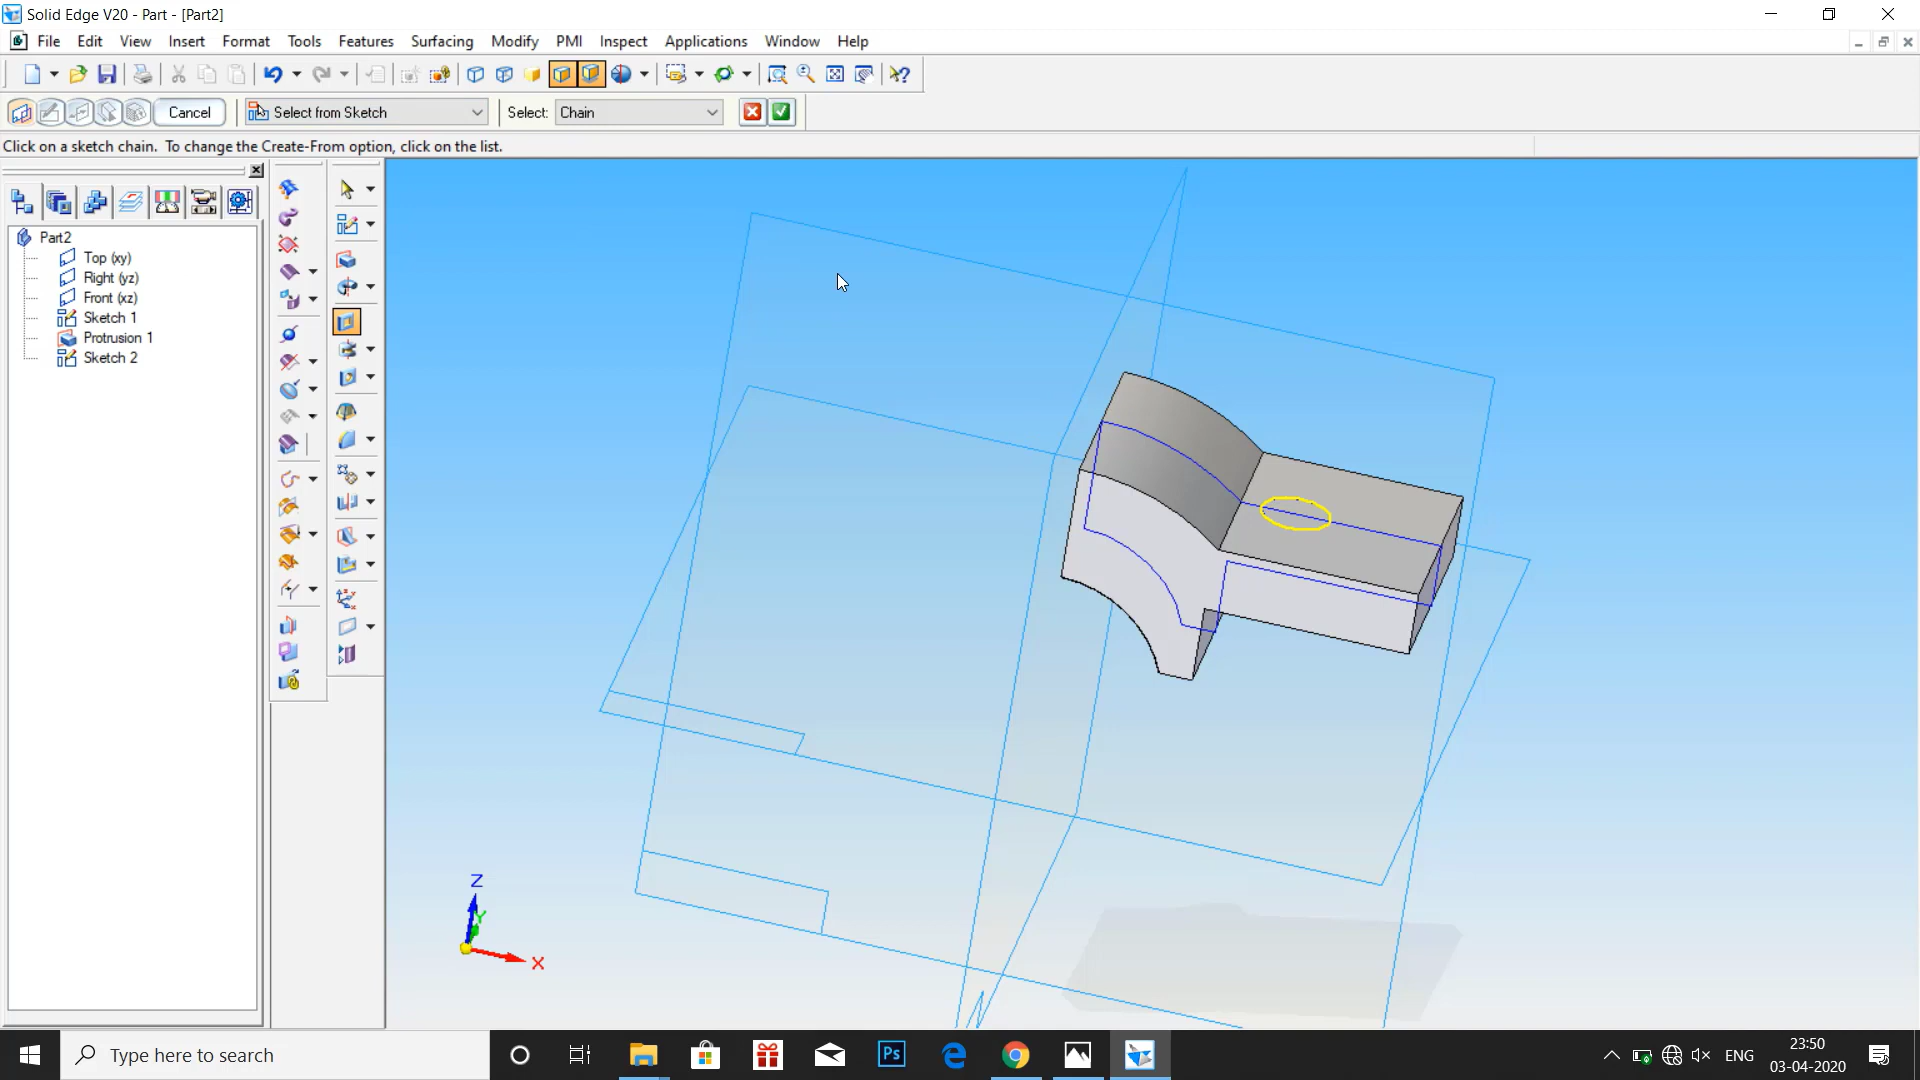 Solid Edge V20 - Part - [Part2]
File Edit View Insert Format Tools Features Surfacing Modify PMI Inspect Applications Window Help
Cancel Select from Sketch Select: Chain
Click on a sketch chain.  To change the Create-From option, click on the list.
Part2
Top (xy)
Right (yz)
Front (xz)
Sketch 1
Protrusion 1
Sketch 2
Z
Y
X
Type here to search
Ps
ENG
23:50
03-04-2020